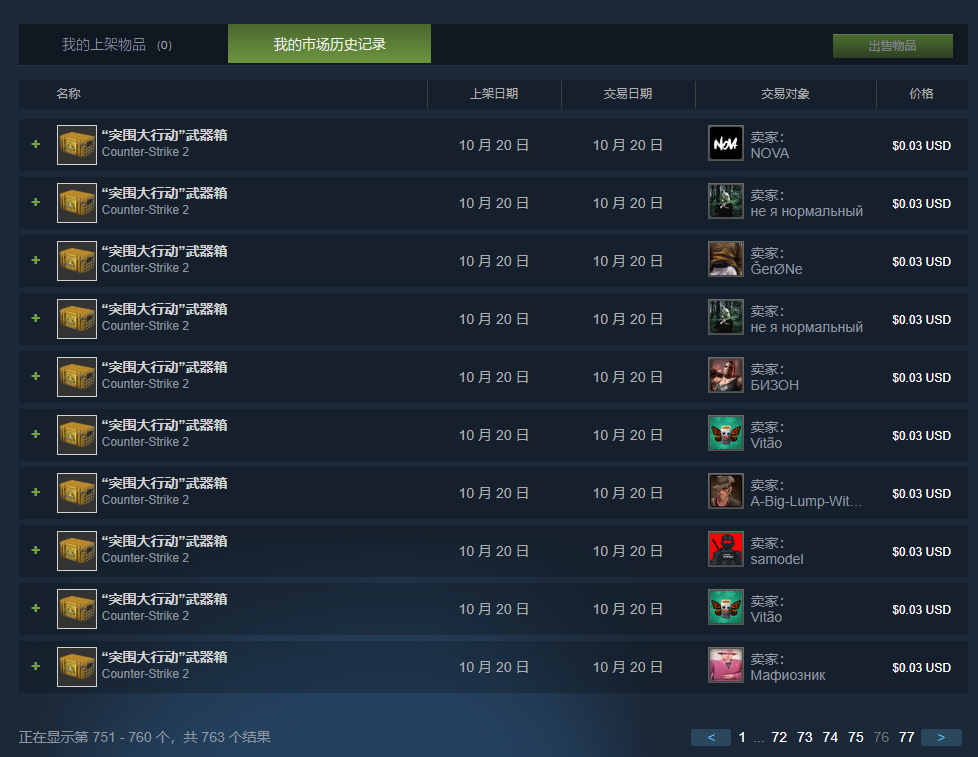 我的上架物品 (0) 我的市场历史记录 出售物品
名称 上架日期 交易日期 交易对象 价格
+ “突围大行动”武器箱
Counter-Strike 2
10 月 20 日 10 月 20 日 卖家:
NOVA
$0.03 USD
+ “突围大行动”武器箱
Counter-Strike 2
10 月 20 日 10 月 20 日 卖家:
не я нормальный
$0.03 USD
+ “突围大行动”武器箱
Counter-Strike 2
10 月 20 日 10 月 20 日 卖家:
ĞerØNe
$0.03 USD
+ “突围大行动”武器箱
Counter-Strike 2
10 月 20 日 10 月 20 日 卖家:
не я нормальный
$0.03 USD
+ “突围大行动”武器箱
Counter-Strike 2
10 月 20 日 10 月 20 日 卖家:
БИЗОН
$0.03 USD
+ “突围大行动”武器箱
Counter-Strike 2
10 月 20 日 10 月 20 日 卖家:
Vitão
$0.03 USD
+ “突围大行动”武器箱
Counter-Strike 2
10 月 20 日 10 月 20 日 卖家:
A-Big-Lump-Wit...
$0.03 USD
+ “突围大行动”武器箱
Counter-Strike 2
10 月 20 日 10 月 20 日 卖家:
samodel
$0.03 USD
+ “突围大行动”武器箱
Counter-Strike 2
10 月 20 日 10 月 20 日 卖家:
Vitão
$0.03 USD
+ “突围大行动”武器箱
Counter-Strike 2
10 月 20 日 10 月 20 日 卖家:
Мафиозник
$0.03 USD
正在显示第 751 - 760 个，共 763 个结果 < 1 ... 72 73 74 75 76 77 >